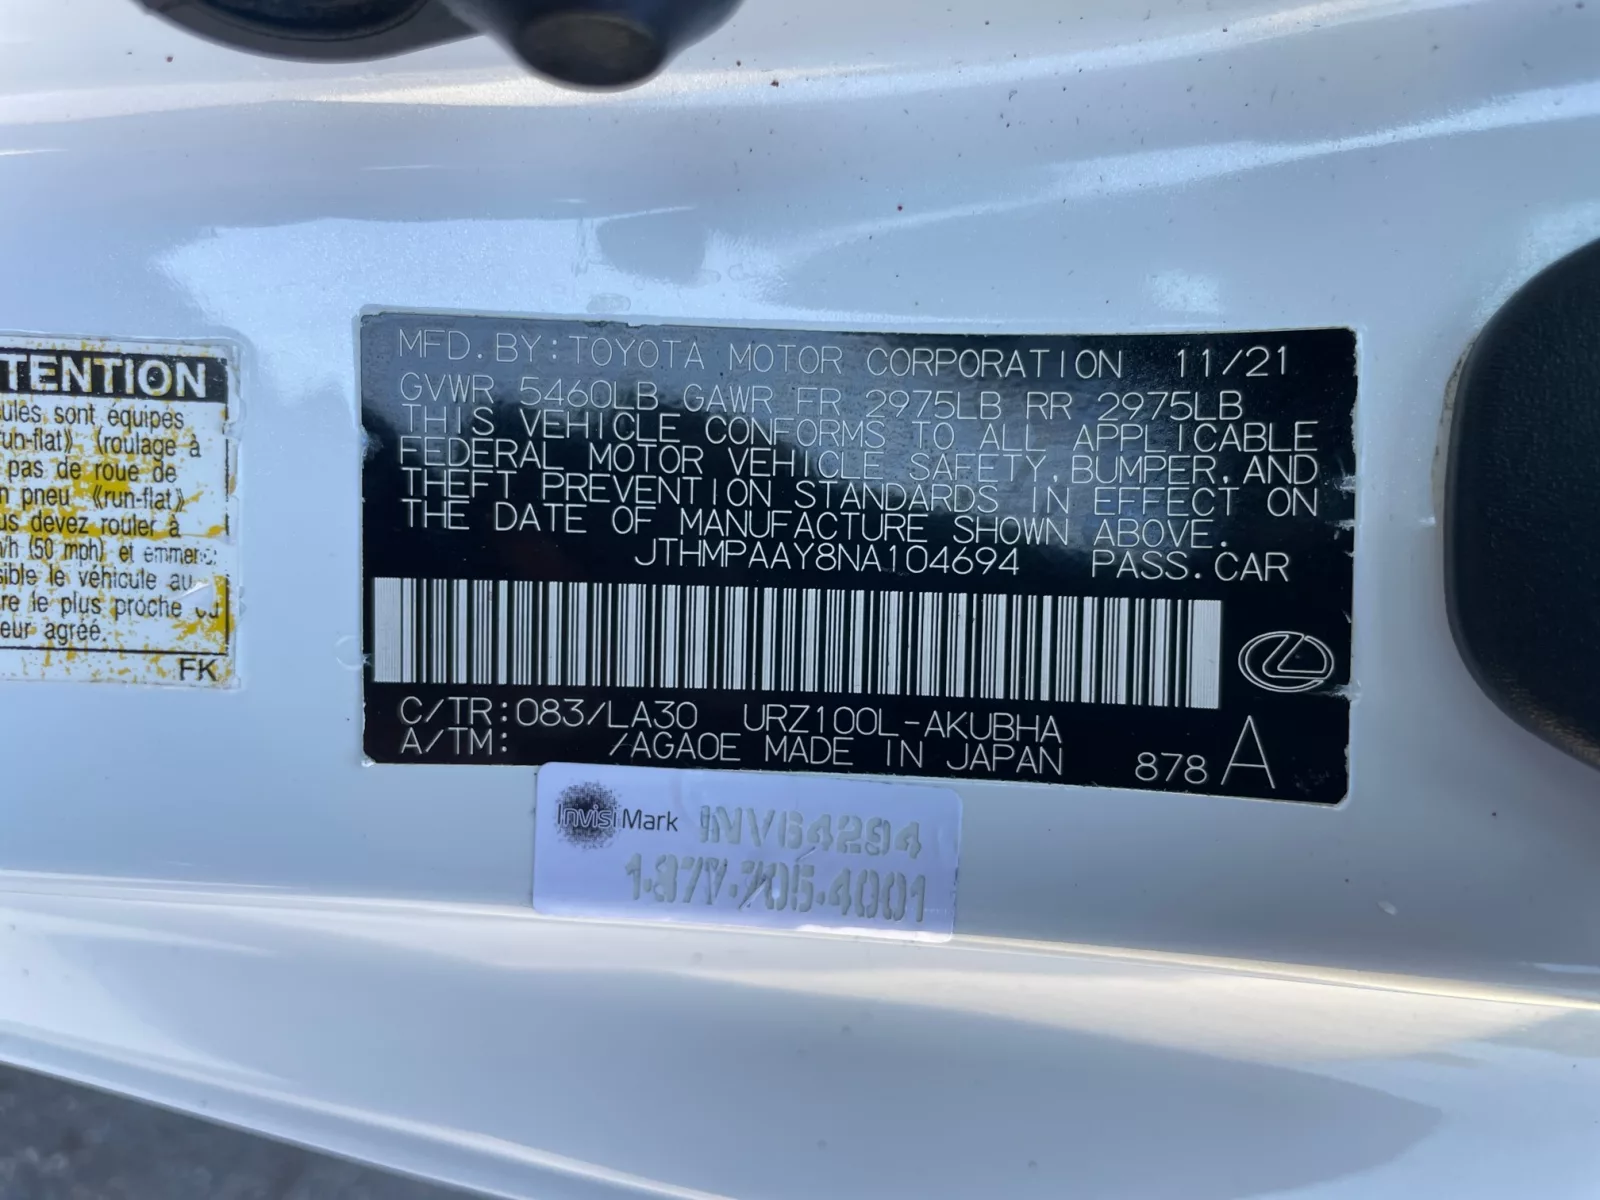 TENTION
ules sont équipés
run-flat》 (roulage à
pas de roue de
n pneu 《run-flat》
us devez rouler à
/h (50 mph) et
sible le véhicule au
re le plus proche
eur agréé.
FK
MFD. BY: TOYOTA MOTOR CORPORATION 11/21
GVWR 5460LB GAWR FR 2975LB RR 2975LB
THIS VEHICLE CONFORMS TO ALL APPLICABLE
FEDERAL MOTOR VEHICLE SAFETY, BUMPER, AND
THEFT PREVENTION STANDARDS IN EFFECT ON
THE DATE OF MANUFACTURE SHOWN ABOVE.
JTHMPAAY8NA104694 PASS. CAR
C/TR: 083/LA30 URZ100L-AKUBHA
A/TM: /AGAOE MADE IN JAPAN 878 A
InvisiMark INV64294
1.877.705.4001